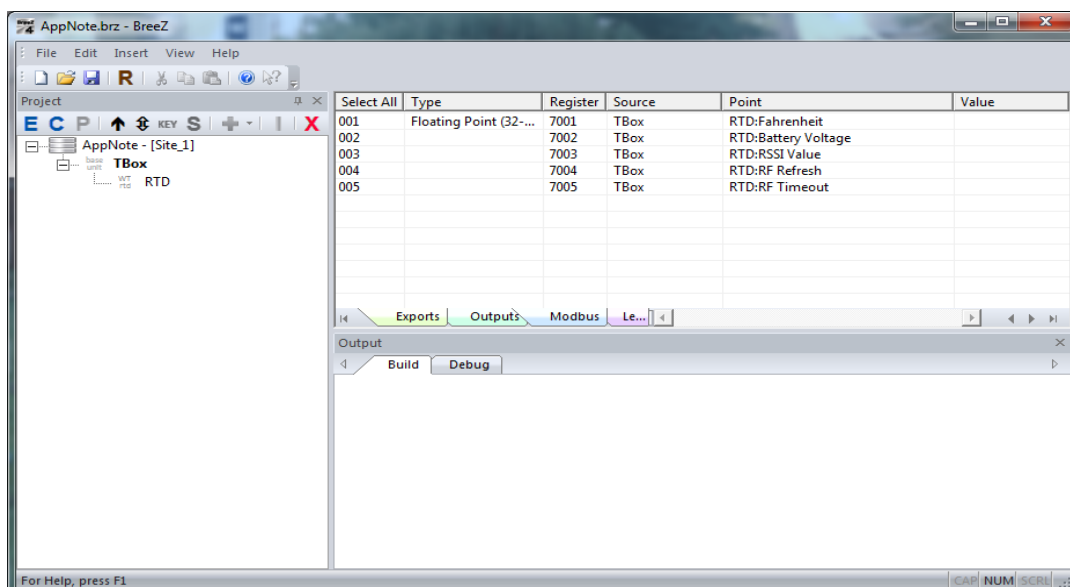 AppNote.brz - BreeZ
File Edit Insert View Help
R
Project
Select All Type Register Source Point Value
E C P KEY S X
001 Floating Point (32-... 7001 TBox RTD:Fahrenheit
AppNote - [Site_1]
002 7002 TBox RTD:Battery Voltage
base unit TBox
003 7003 TBox RTD:RSSI Value
WT rtd RTD
004 7004 TBox RTD:RF Refresh
005 7005 TBox RTD:RF Timeout
Exports Outputs Modbus Le...
Output
Build Debug
For Help, press F1
CAP NUM SCRL